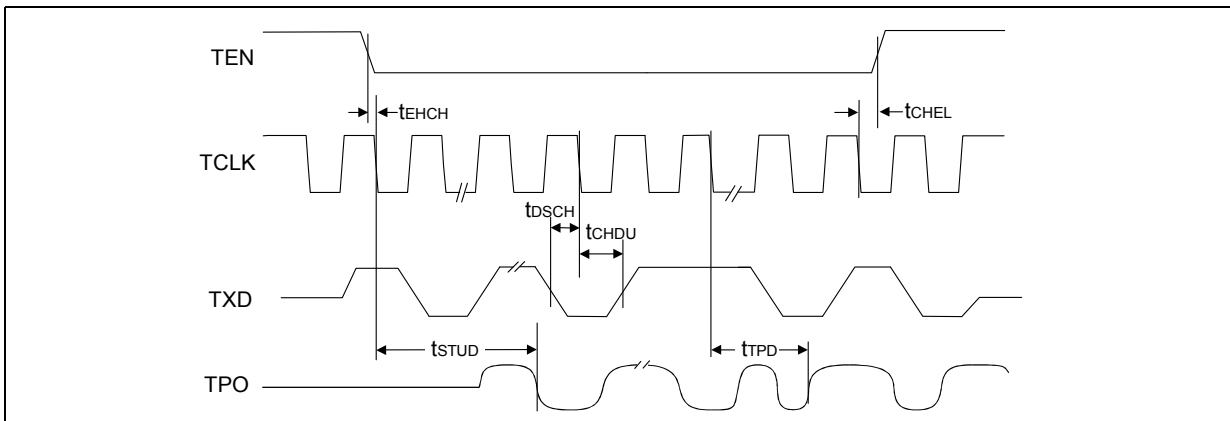 TEN
tEHCH
tCHEL
TCLK
tDSCH
tCHDU
TXD
tSTUD
tTPD
TPO